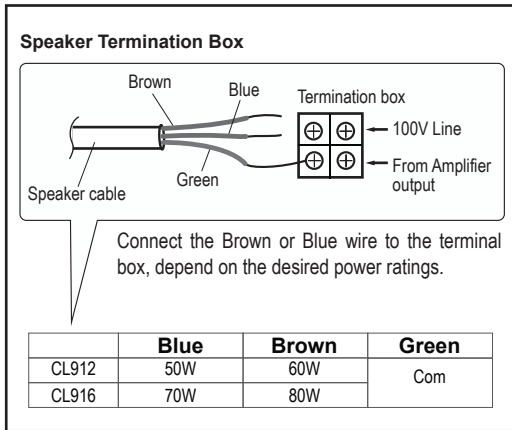 Speaker Termination Box
Brown
Blue
Termination box
100V Line
From Amplifier
output
Green
Speaker cable
Connect the Brown or Blue wire to the terminal
box, depend on the desired power ratings.
Blue Brown Green
CL912 50W 60W Com
CL916 70W 80W